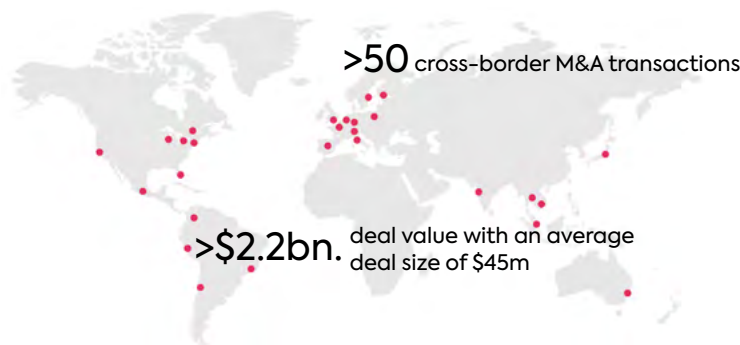 >50 cross-border M&A transactions
>$2.2bn. deal value with an average
deal size of $45m